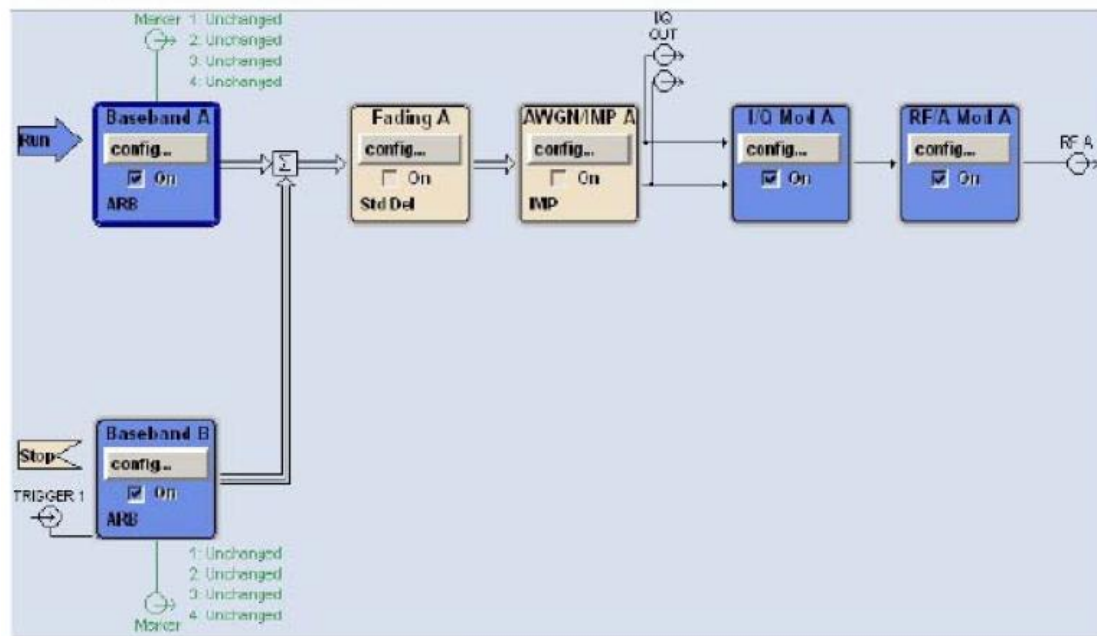 Marker 1: Unchanged
2: Unchanged
3: Unchanged
4: Unchanged
I/Q
OUT
Run
Baseband A
config...
On
ARB
Σ
Fading A
config...
On
Std Del
AWGN/IMP A
config...
On
IMP
I/Q Mod A
config...
On
RF/A Mod A
config...
On
RF A
Stop
TRIGGER 1
Baseband B
config...
On
ARB
1: Unchanged
2: Unchanged
3: Unchanged
4: Unchanged
Marker